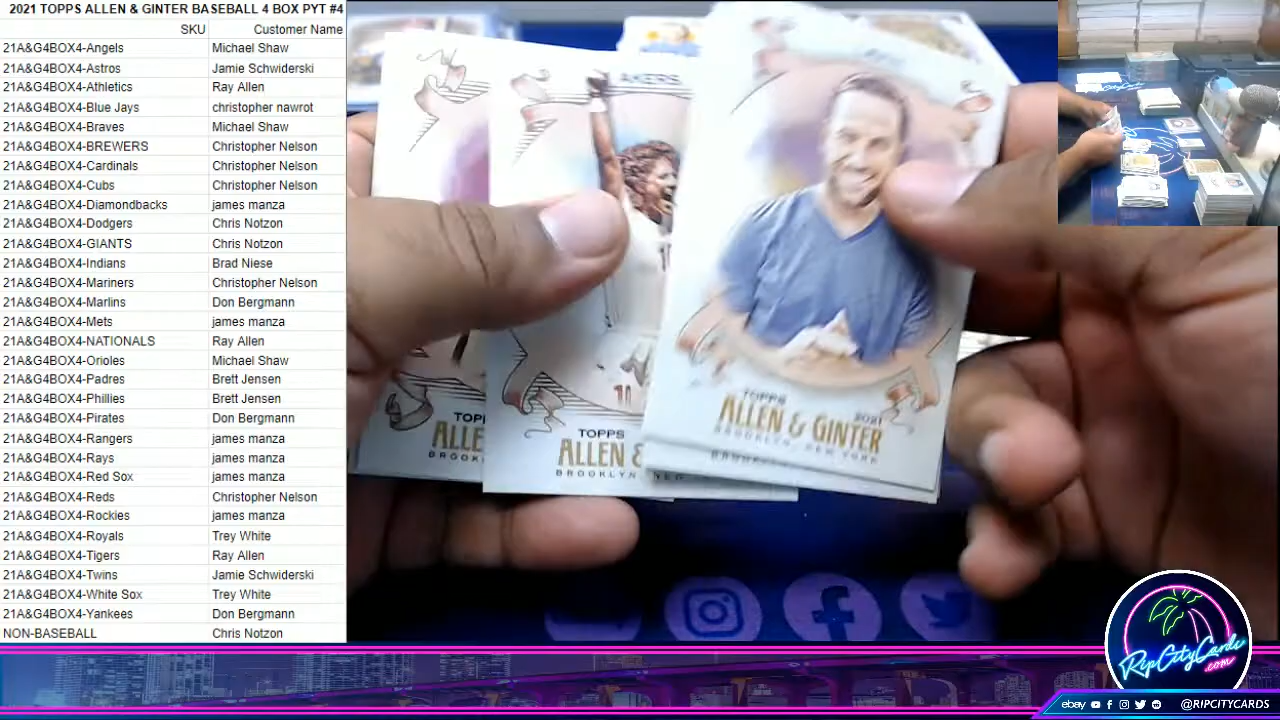 2021 TOPPS ALLEN & GINTER BASEBALL 4 BOX PYT #4
SKU Customer Name
21A&G4BOX4-Angels Michael Shaw
21A&G4BOX4-Astros Jamie Schwiderski
21A&G4BOX4-Athletics Ray Allen
21A&G4BOX4-Blue Jays christopher nawrot
21A&G4BOX4-Braves Michael Shaw
21A&G4BOX4-BREWERS Christopher Nelson
21A&G4BOX4-Cardinals Christopher Nelson
21A&G4BOX4-Cubs Christopher Nelson
21A&G4BOX4-Diamondbacks james manza
21A&G4BOX4-Dodgers Chris Notzon
21A&G4BOX4-GIANTS Chris Notzon
21A&G4BOX4-Indians Brad Niese
21A&G4BOX4-Mariners Christopher Nelson
21A&G4BOX4-Marlins Don Bergmann
21A&G4BOX4-Mets james manza
21A&G4BOX4-NATIONALS Ray Allen
21A&G4BOX4-Orioles Michael Shaw
21A&G4BOX4-Padres Brett Jensen
21A&G4BOX4-Phillies Brett Jensen
21A&G4BOX4-Pirates Don Bergmann
21A&G4BOX4-Rangers james manza
21A&G4BOX4-Rays james manza
21A&G4BOX4-Red Sox james manza
21A&G4BOX4-Reds Christopher Nelson
21A&G4BOX4-Rockies james manza
21A&G4BOX4-Royals Trey White
21A&G4BOX4-Tigers Ray Allen
21A&G4BOX4-Twins Jamie Schwiderski
21A&G4BOX4-White Sox Trey White
21A&G4BOX4-Yankees Don Bergmann
NON-BASEBALL Chris Notzon
AKERS
TOPPS 2021
ALLEN & GINTER
BROOKLYN, NEW YORK
TOPPS
ALLEN &
BROOKLYN
TOP
ALLE
BROO
RipCityCards
.com
ebay @RIPCITYCARDS